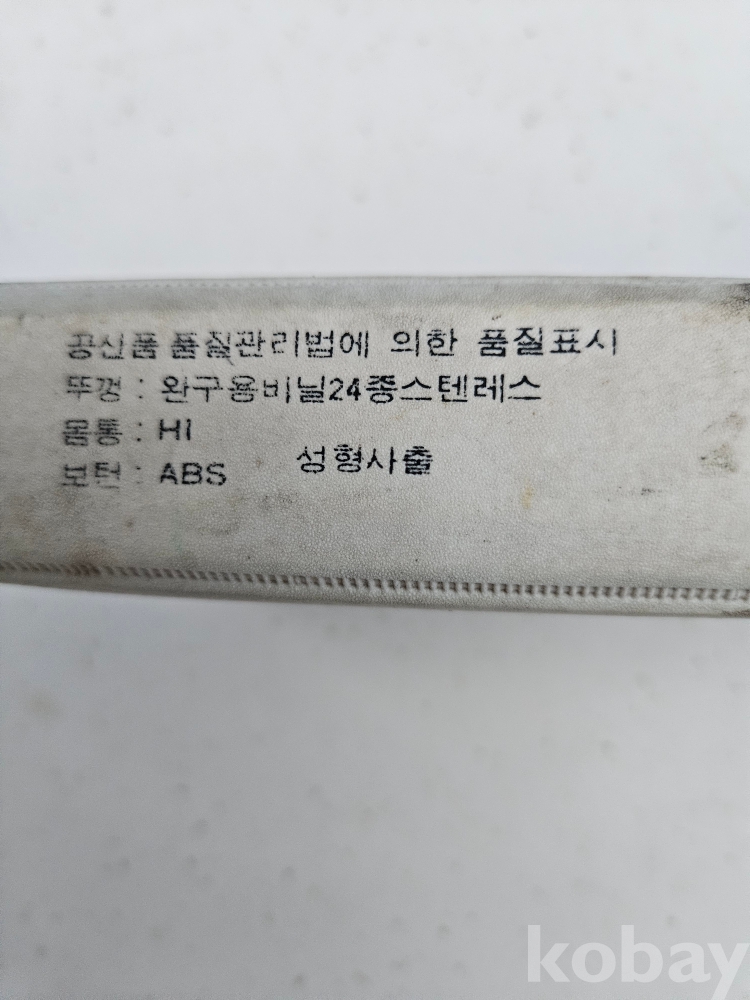 공산품 품질관리법에 의한 품질표시
뚜껑 : 완구용비닐24종스텐레스
몸통 : HI
보턴 : ABS 성형사출
kobay